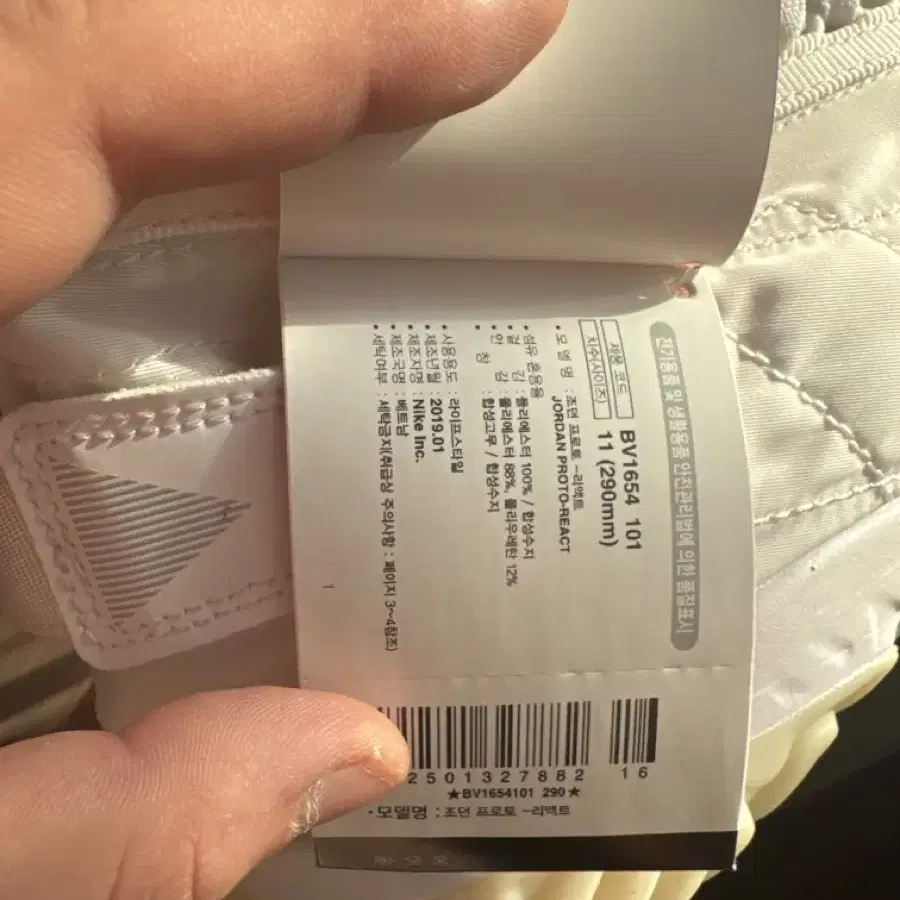 전기용품 및 생활용품 안전관리법에 의한 품질표시
제품 코드 BV1654 101
치수(사이즈) 11 (290mm)
• 모 델 명 : 조던 프로토 -리액트
JORDAN PROTO-REACT
• 섬유 혼용율
• 겉 감 : 폴리에스터 100% / 합성수지
• 안 감 : 폴리에스터 88%, 폴리우레탄 12%
• 창 : 합성고무 / 합성수지
• 사용용도 : 라이프스타일
• 제조년월 : 2019.01
• 제조자명 : Nike Inc.
• 제조국명 : 베트남
• 세탁여부 : 세탁금지(취급상 주의사항 : 페이지 3~4참조)
1
2501327882 16
★BV1654101 290★
• 모델명 : 조던 프로토 -리액트